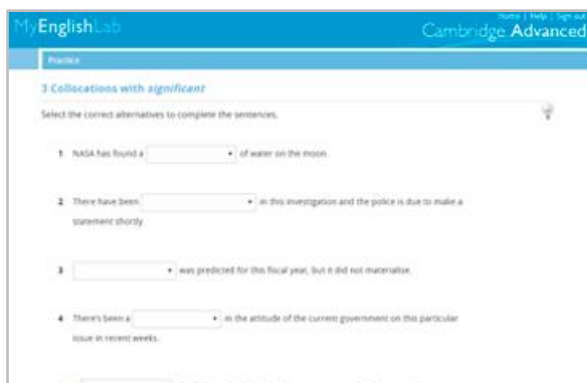 Home | Help | Sign out
MyEnglishLab
Cambridge Advanced
Practice
3 Collocations with significant
Select the correct alternatives to complete the sentences.
1 NASA has found a of water on the moon.
2 There have been in this investigation and the police is due to make a
statement shortly.
3 was predicted for this fiscal year, but it did not materialise.
4 There's been a in the attitude of the current government on this particular
issue in recent weeks.